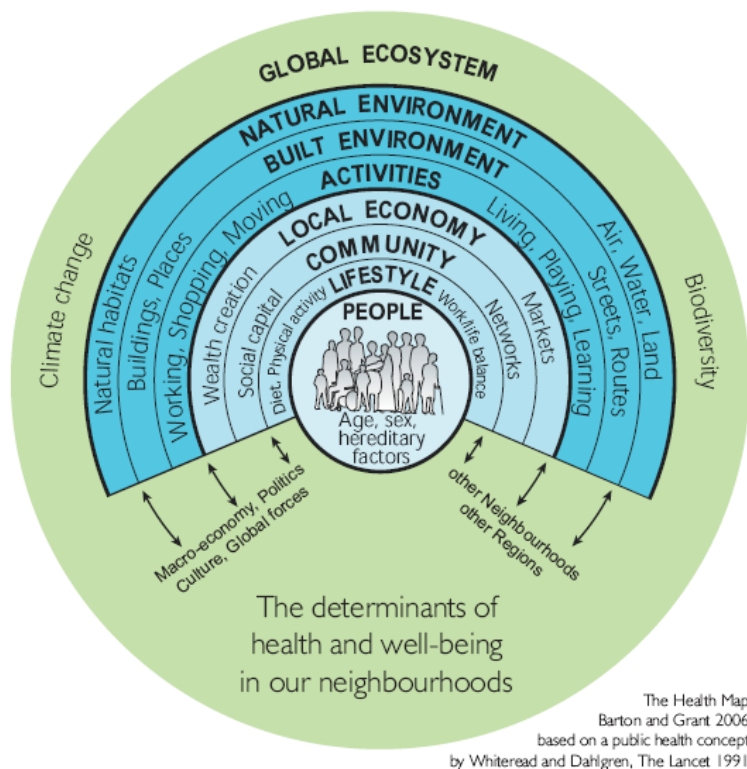 GLOBAL ECOSYSTEM
NATURAL ENVIRONMENT
BUILT ENVIRONMENT
ACTIVITIES
LOCAL ECONOMY
COMMUNITY
LIFESTYLE
PEOPLE
Age, sex,
hereditary
factors
Climate change
Natural habitats
Buildings, Places
Working, Shopping, Moving
Wealth creation
Social capital
Diet. Physical activity
Work/life balance
Networks
Markets
Living, Playing, Learning
Streets, Routes
Air, Water, Land
Biodiversity
Macro-economy, Politics
Culture, Global forces
other Neighbourhoods
other Regions
The determinants of
health and well-being
in our neighbourhoods
The Health Map
Barton and Grant 2006
based on a public health concept
by Whiteread and Dahlgren, The Lancet 1991